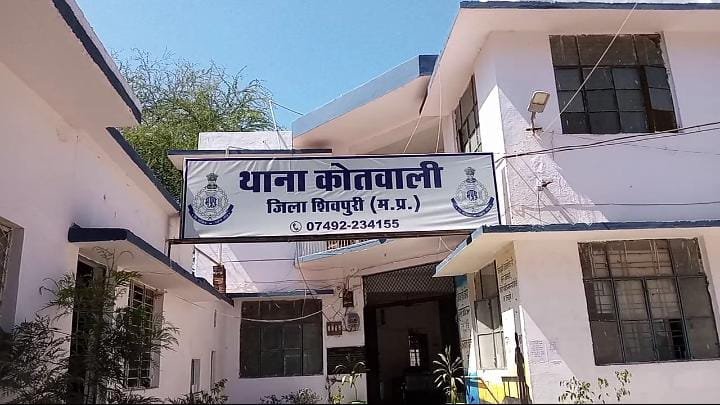 थाना कोतवाली
जिला शिवपुरी (म.प्र.)
07492-234155